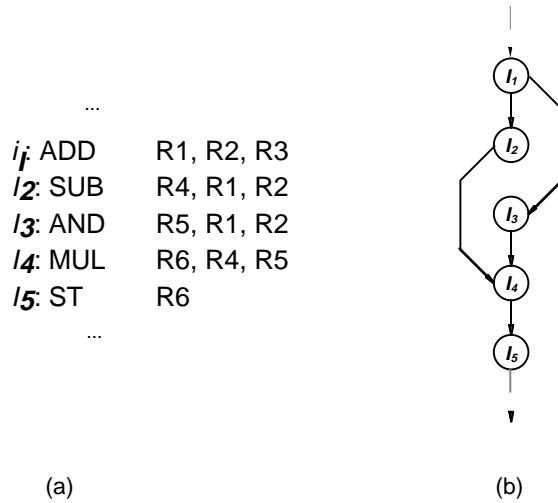 ...
i1: ADD R1, R2, R3
I2: SUB R4, R1, R2
I3: AND R5, R1, R2
I4: MUL R6, R4, R5
I5: ST R6
...
(a)
I1
I2
I3
I4
I5
(b)